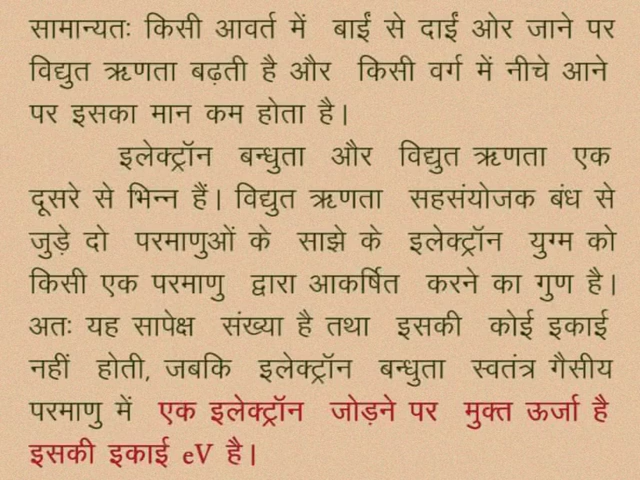 सामान्यतः किसी आवर्त में बाईं से दाईं ओर जाने पर
विद्युत ऋणता बढ़ती है और किसी वर्ग में नीचे आने
पर इसका मान कम होता है।
इलेक्ट्रॉन बन्धुता और विद्युत ऋणता एक
दूसरे से भिन्न हैं। विद्युत ऋणता सहसंयोजक बंध से
जुड़े दो परमाणुओं के साझे के इलेक्ट्रॉन युग्म को
किसी एक परमाणु द्वारा आकर्षित करने का गुण है।
अतः यह सापेक्ष संख्या है तथा इसकी कोई इकाई
नहीं होती, जबकि इलेक्ट्रॉन बन्धुता स्वतंत्र गैसीय
परमाणु में एक इलेक्ट्रॉन जोड़ने पर मुक्त ऊर्जा है
इसकी इकाई eV है।